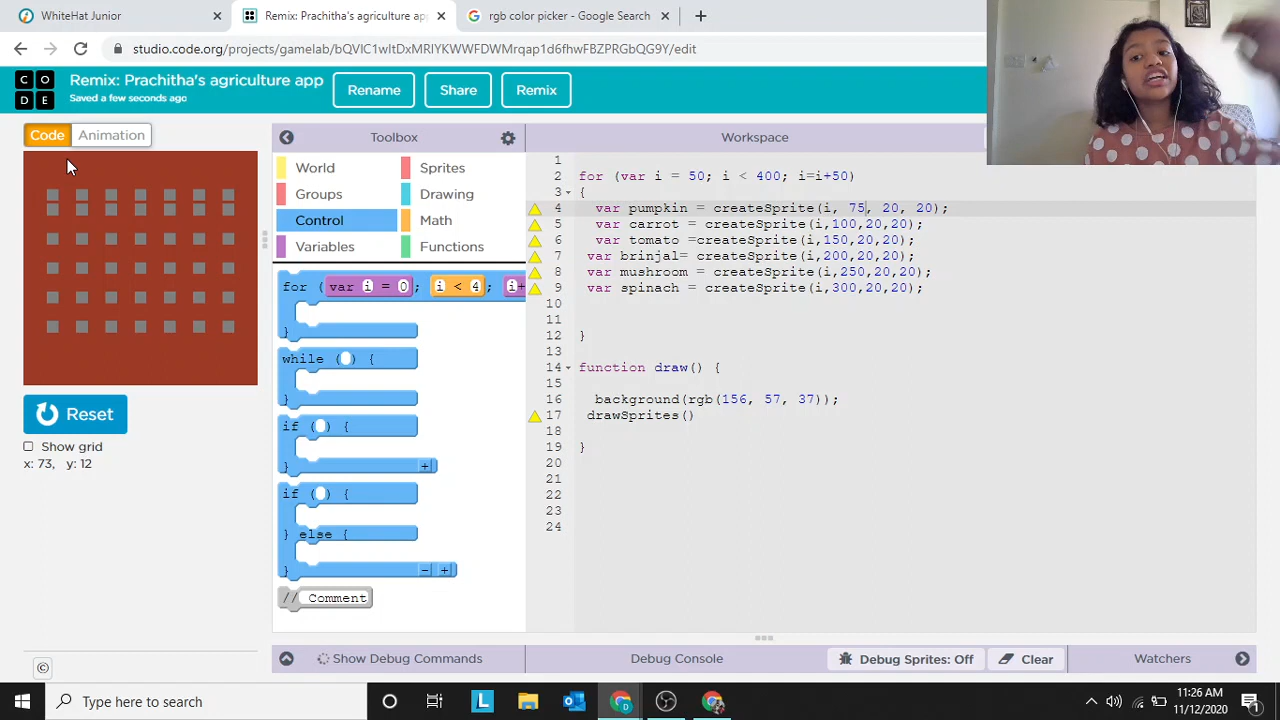 WhiteHat Junior
Remix: Prachitha's agriculture app
rgb color picker - Google Search
studio.code.org/projects/gamelab/bQVIC1wltDxMRlYKWWFDWMRqp1d6fhwFBZPRGbQG9Y/edit
C O
D E
Remix: Prachitha's agriculture app
Saved a few seconds ago
Rename
Share
Remix
Code
Animation
Toolbox
Workspace
World
Sprites
Groups
Drawing
Control
Math
Variables
Functions
for ( var i = 0 ; i < 4 ; i+
}
while ( ) {
}
if ( ) {
}
if ( ) {
} else {
}
// Comment
1
2 for (var i = 50; i < 400; i=i+50)
3 {
4 var pumpkin = createSprite(i, 75, 20, 20);
5 var carrot = createSprite(i,100,20,20);
6 var tomato =createSprite(i,150,20,20);
7 var brinjal= createSprite(i,200,20,20);
8 var mushroom = createSprite(i,250,20,20);
9 var spinach = createSprite(i,300,20,20);
10
11
12 }
13
14 function draw() {
15
16 background(rgb(156, 57, 37));
17 drawSprites()
18
19 }
20
21
22
23
24
Reset
Show grid
x: 73, y: 12
©
Show Debug Commands
Debug Console
Debug Sprites: Off
Clear
Watchers
Type here to search
L
D
11:26 AM
11/12/2020
1